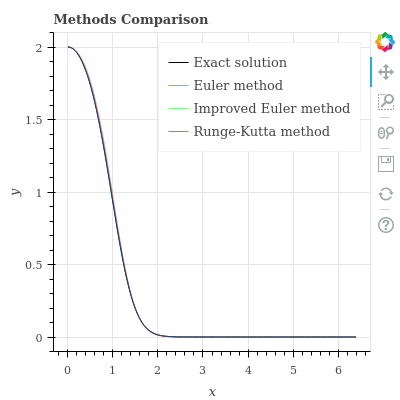 Methods Comparison
Exact solution
Euler method
Improved Euler method
Runge-Kutta method
2
1.5
1
0.5
0
y
0 1 2 3 4 5 6
x